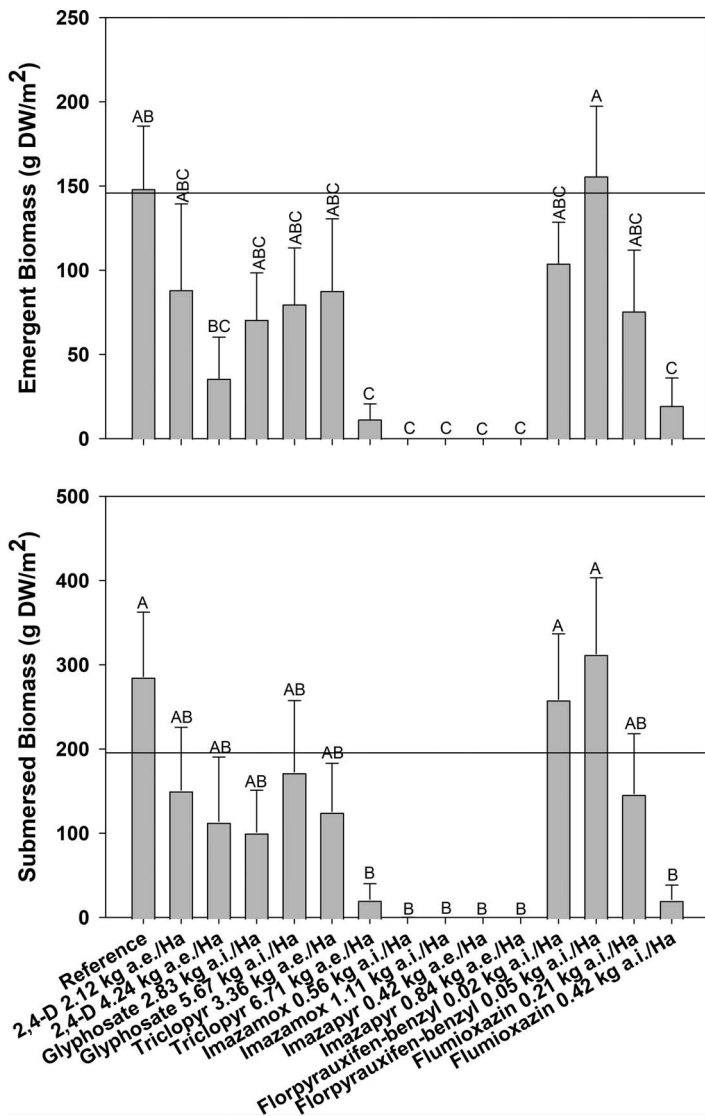 Emergent Biomass (g DW/m²)
250
200
150
100
50
0
AB
ABC
BC
ABC
ABC
ABC
C
C
C
C
C
ABC
A
ABC
C
Submersed Biomass (g DW/m²)
500
400
300
200
100
0
A
AB
AB
AB
AB
AB
B
B
B
B
B
A
A
AB
B
Reference
2,4-D 2.12 kg a.e./Ha
2,4-D 4.24 kg a.e./Ha
Glyphosate 2.83 kg a.i./Ha
Glyphosate 5.67 kg a.i./Ha
Triclopyr 3.36 kg a.e./Ha
Triclopyr 6.71 kg a.e./Ha
Imazamox 0.56 kg a.i./Ha
Imazamox 1.11 kg a.i./Ha
Imazapyr 0.42 kg a.e./Ha
Imazapyr 0.84 kg a.e./Ha
Florpyrauxifen-benzyl 0.02 kg a.i./Ha
Florpyrauxifen-benzyl 0.05 kg a.i./Ha
Flumioxazin 0.21 kg a.i./Ha
Flumioxazin 0.42 kg a.i./Ha